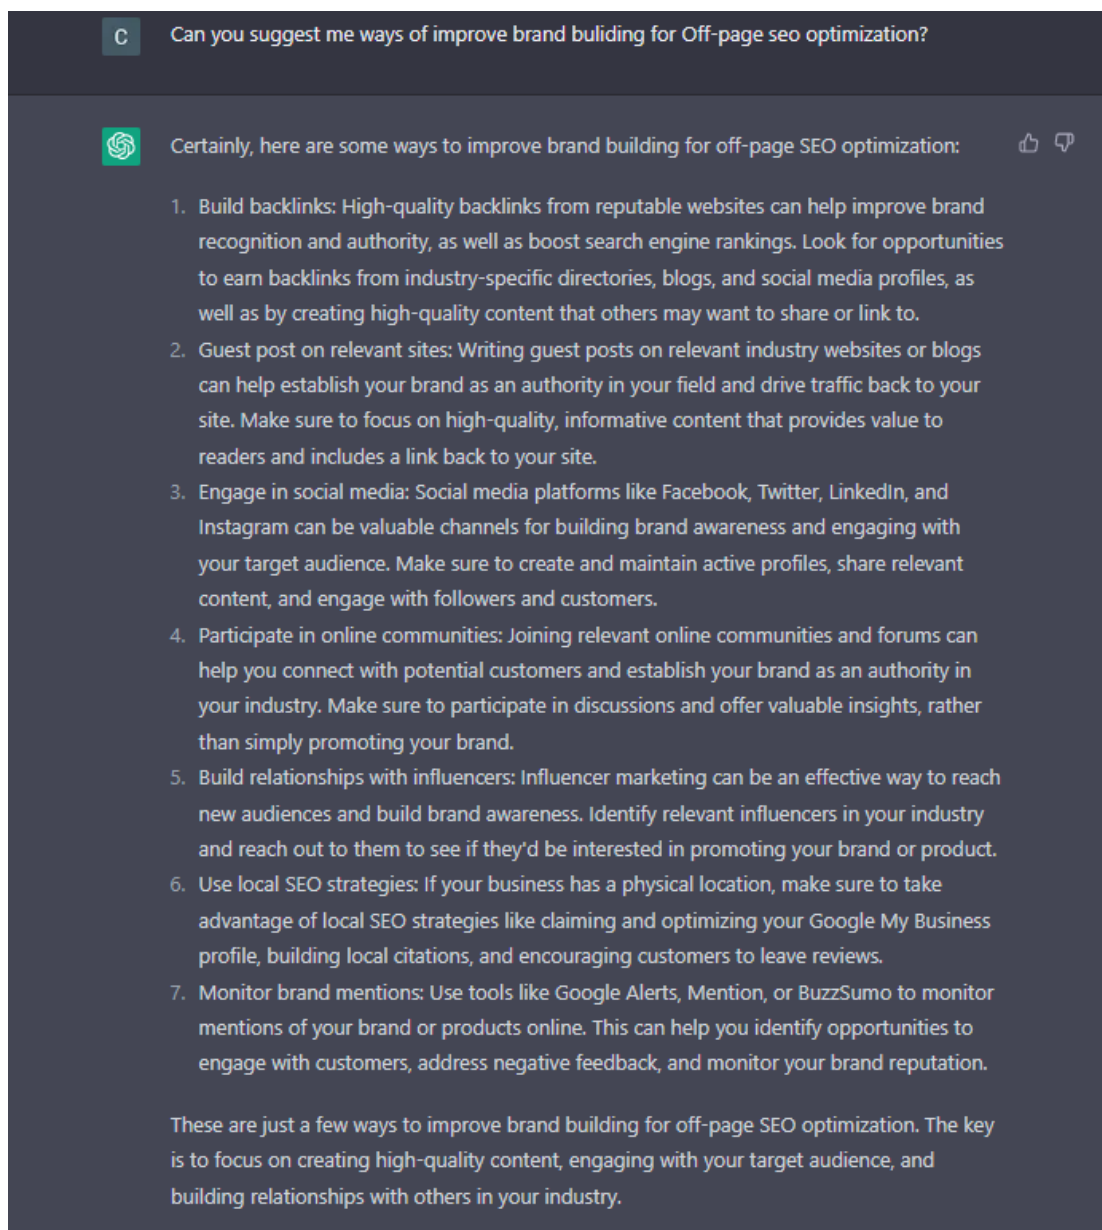 C
Can you suggest me ways of improve brand buliding for Off-page seo optimization?
Certainly, here are some ways to improve brand building for off-page SEO optimization:
1. Build backlinks: High-quality backlinks from reputable websites can help improve brand
recognition and authority, as well as boost search engine rankings. Look for opportunities
to earn backlinks from industry-specific directories, blogs, and social media profiles, as
well as by creating high-quality content that others may want to share or link to.
2. Guest post on relevant sites: Writing guest posts on relevant industry websites or blogs
can help establish your brand as an authority in your field and drive traffic back to your
site. Make sure to focus on high-quality, informative content that provides value to
readers and includes a link back to your site.
3. Engage in social media: Social media platforms like Facebook, Twitter, LinkedIn, and
Instagram can be valuable channels for building brand awareness and engaging with
your target audience. Make sure to create and maintain active profiles, share relevant
content, and engage with followers and customers.
4. Participate in online communities: Joining relevant online communities and forums can
help you connect with potential customers and establish your brand as an authority in
your industry. Make sure to participate in discussions and offer valuable insights, rather
than simply promoting your brand.
5. Build relationships with influencers: Influencer marketing can be an effective way to reach
new audiences and build brand awareness. Identify relevant influencers in your industry
and reach out to them to see if they'd be interested in promoting your brand or product.
6. Use local SEO strategies: If your business has a physical location, make sure to take
advantage of local SEO strategies like claiming and optimizing your Google My Business
profile, building local citations, and encouraging customers to leave reviews.
7. Monitor brand mentions: Use tools like Google Alerts, Mention, or BuzzSumo to monitor
mentions of your brand or products online. This can help you identify opportunities to
engage with customers, address negative feedback, and monitor your brand reputation.
These are just a few ways to improve brand building for off-page SEO optimization. The key
is to focus on creating high-quality content, engaging with your target audience, and
building relationships with others in your industry.